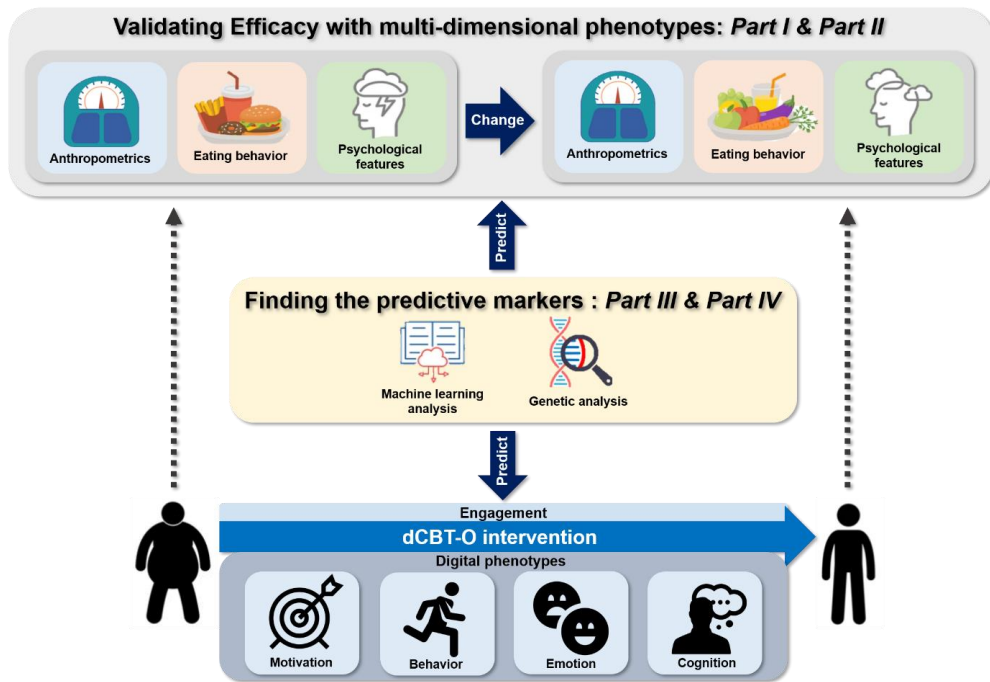 Validating Efficacy with multi-dimensional phenotypes: Part I & Part II
Anthropometrics
Eating behavior
Psychological
features
Change
Anthropometrics
Eating behavior
Psychological
features
Predict
Finding the predictive markers : Part III & Part IV
Machine learning
analysis
Genetic analysis
Predict
Engagement
dCBT-O intervention
Digital phenotypes
Motivation
Behavior
Emotion
Cognition